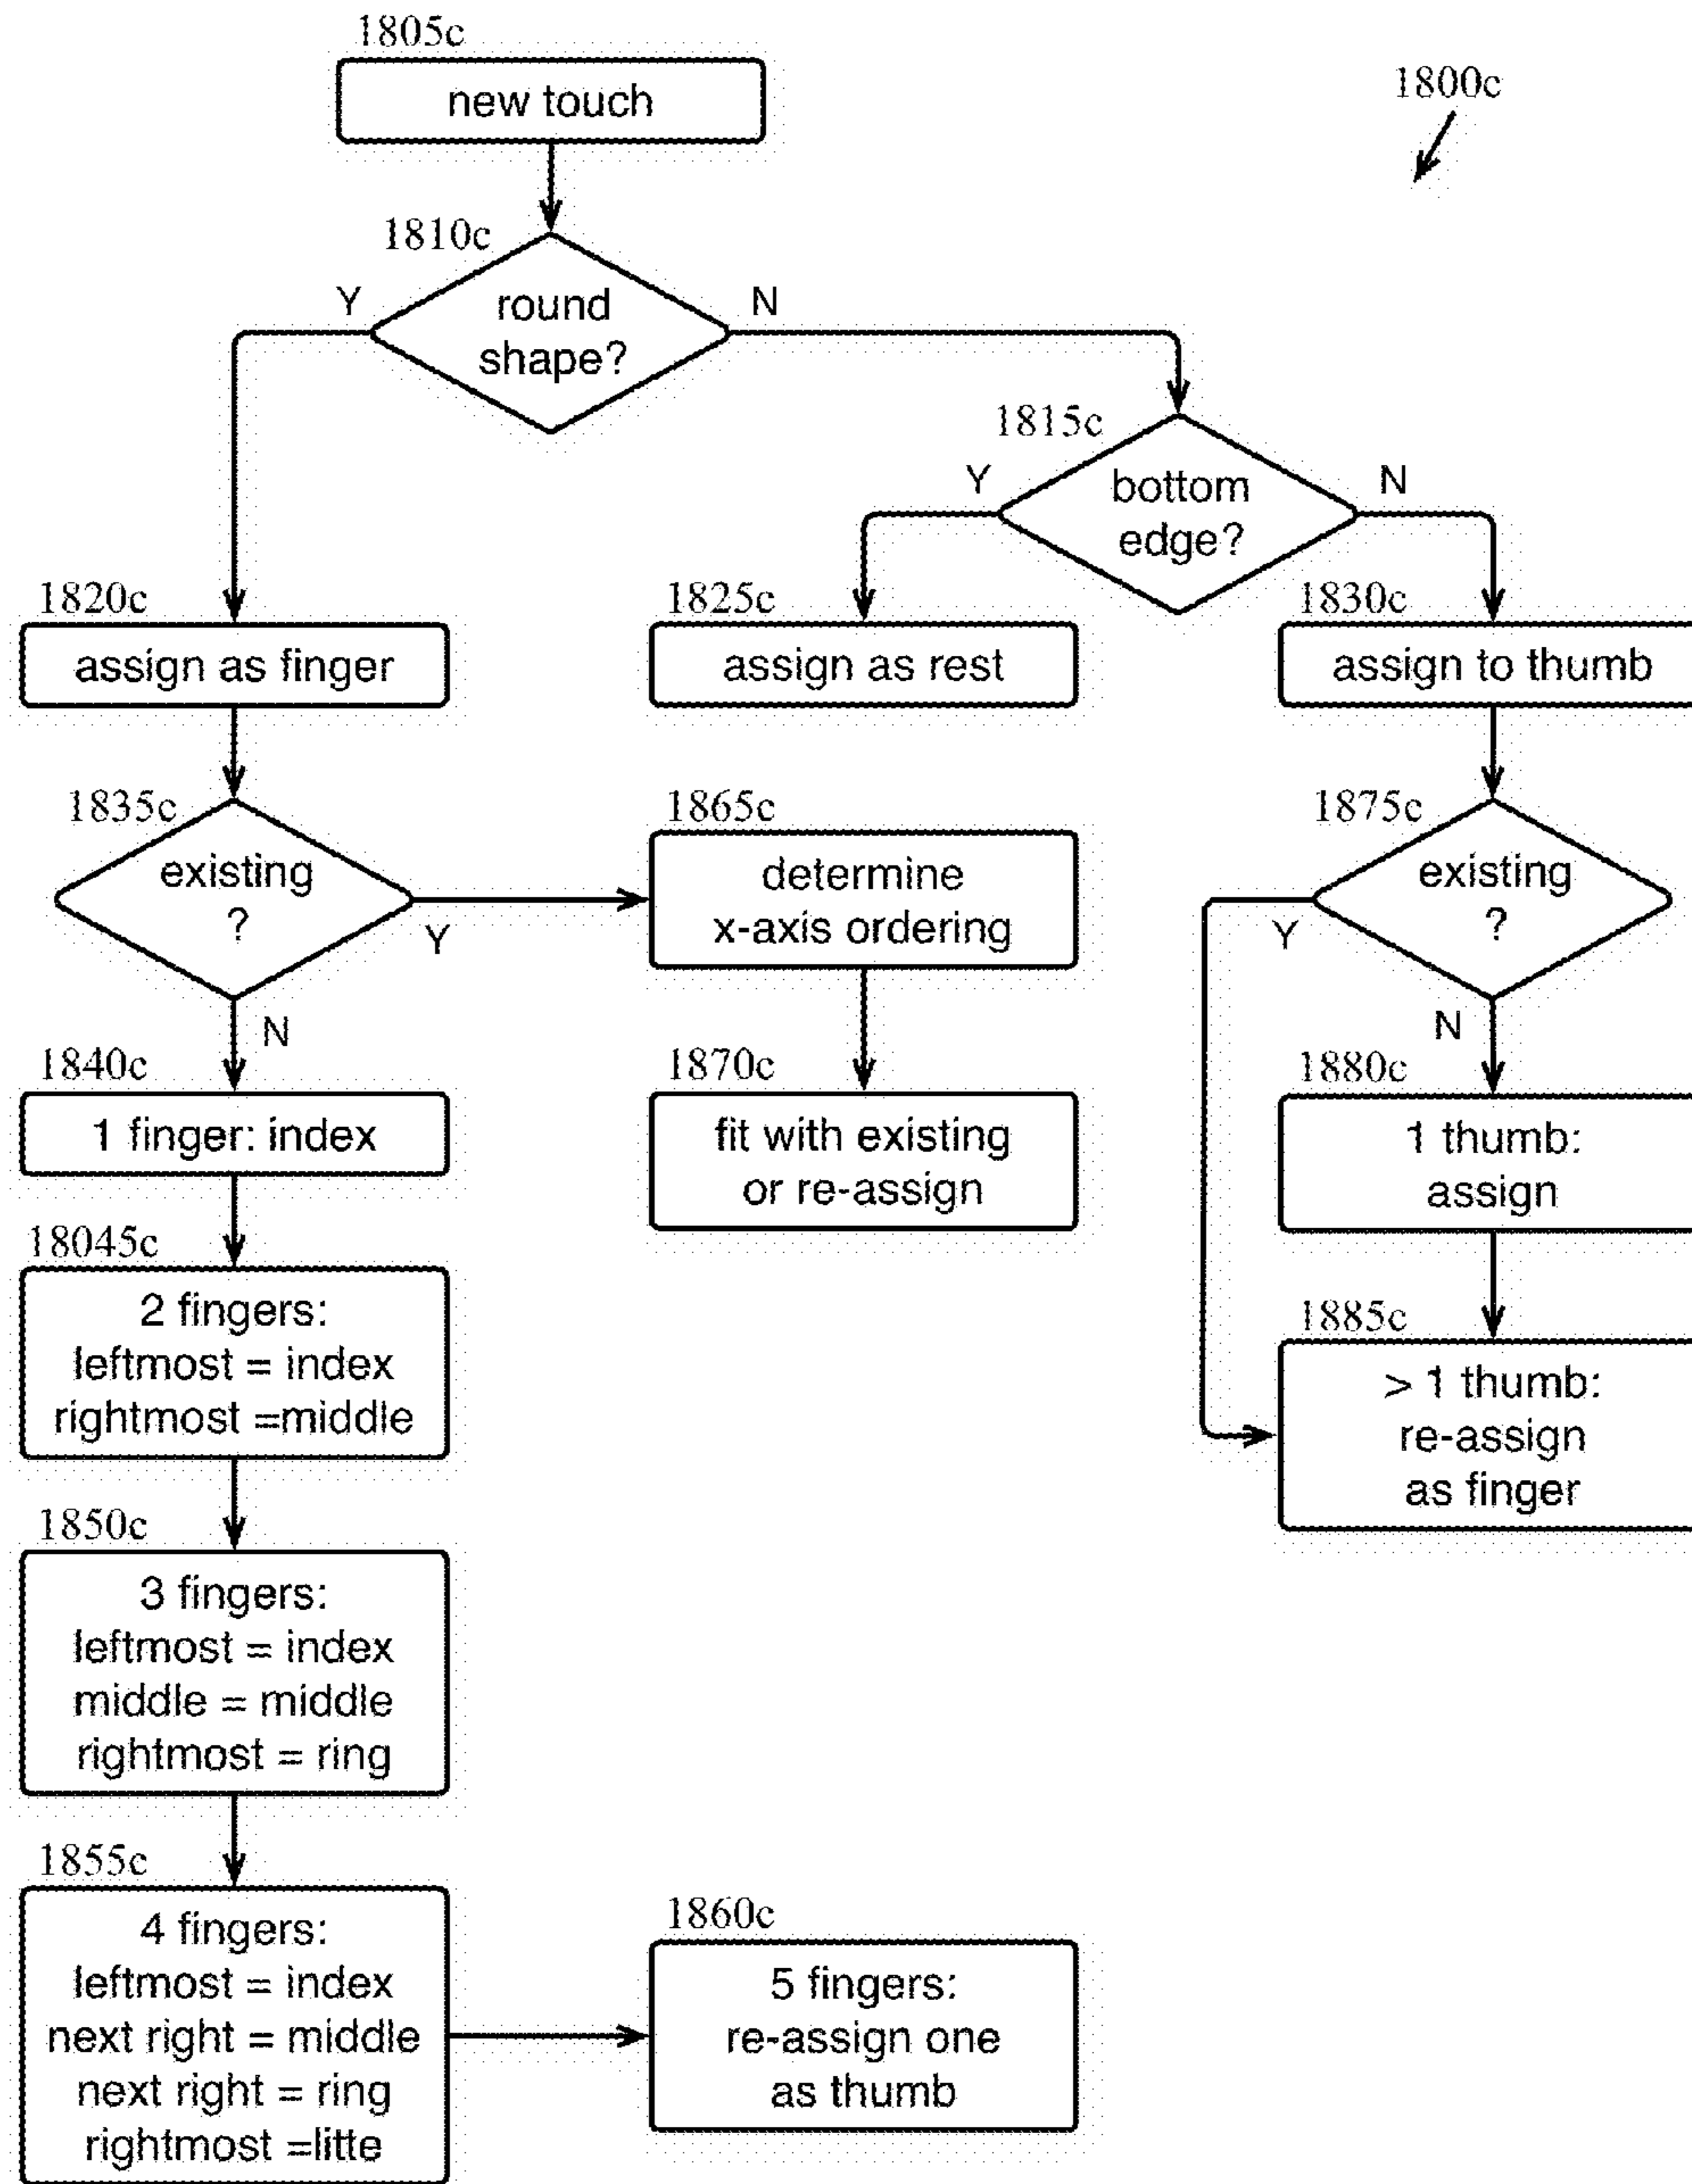 1805c
new touch
1800c
1810c
Y
round
shape?
N
1815c
Y
bottom
edge?
N
1820c
assign as finger
1825c
assign as rest
1830c
assign to thumb
1835c
existing
?
Y
N
1865c
determine
x-axis ordering
1875c
existing
?
Y
N
1840c
1 finger: index
1870c
fit with existing
or re-assign
1880c
1 thumb:
assign
18045c
2 fingers:
leftmost = index
rightmost =middle
1885c
> 1 thumb:
re-assign
as finger
1850c
3 fingers:
leftmost = index
middle = middle
rightmost = ring
1855c
4 fingers:
leftmost = index
next right = middle
next right = ring
rightmost =litte
1860c
5 fingers:
re-assign one
as thumb